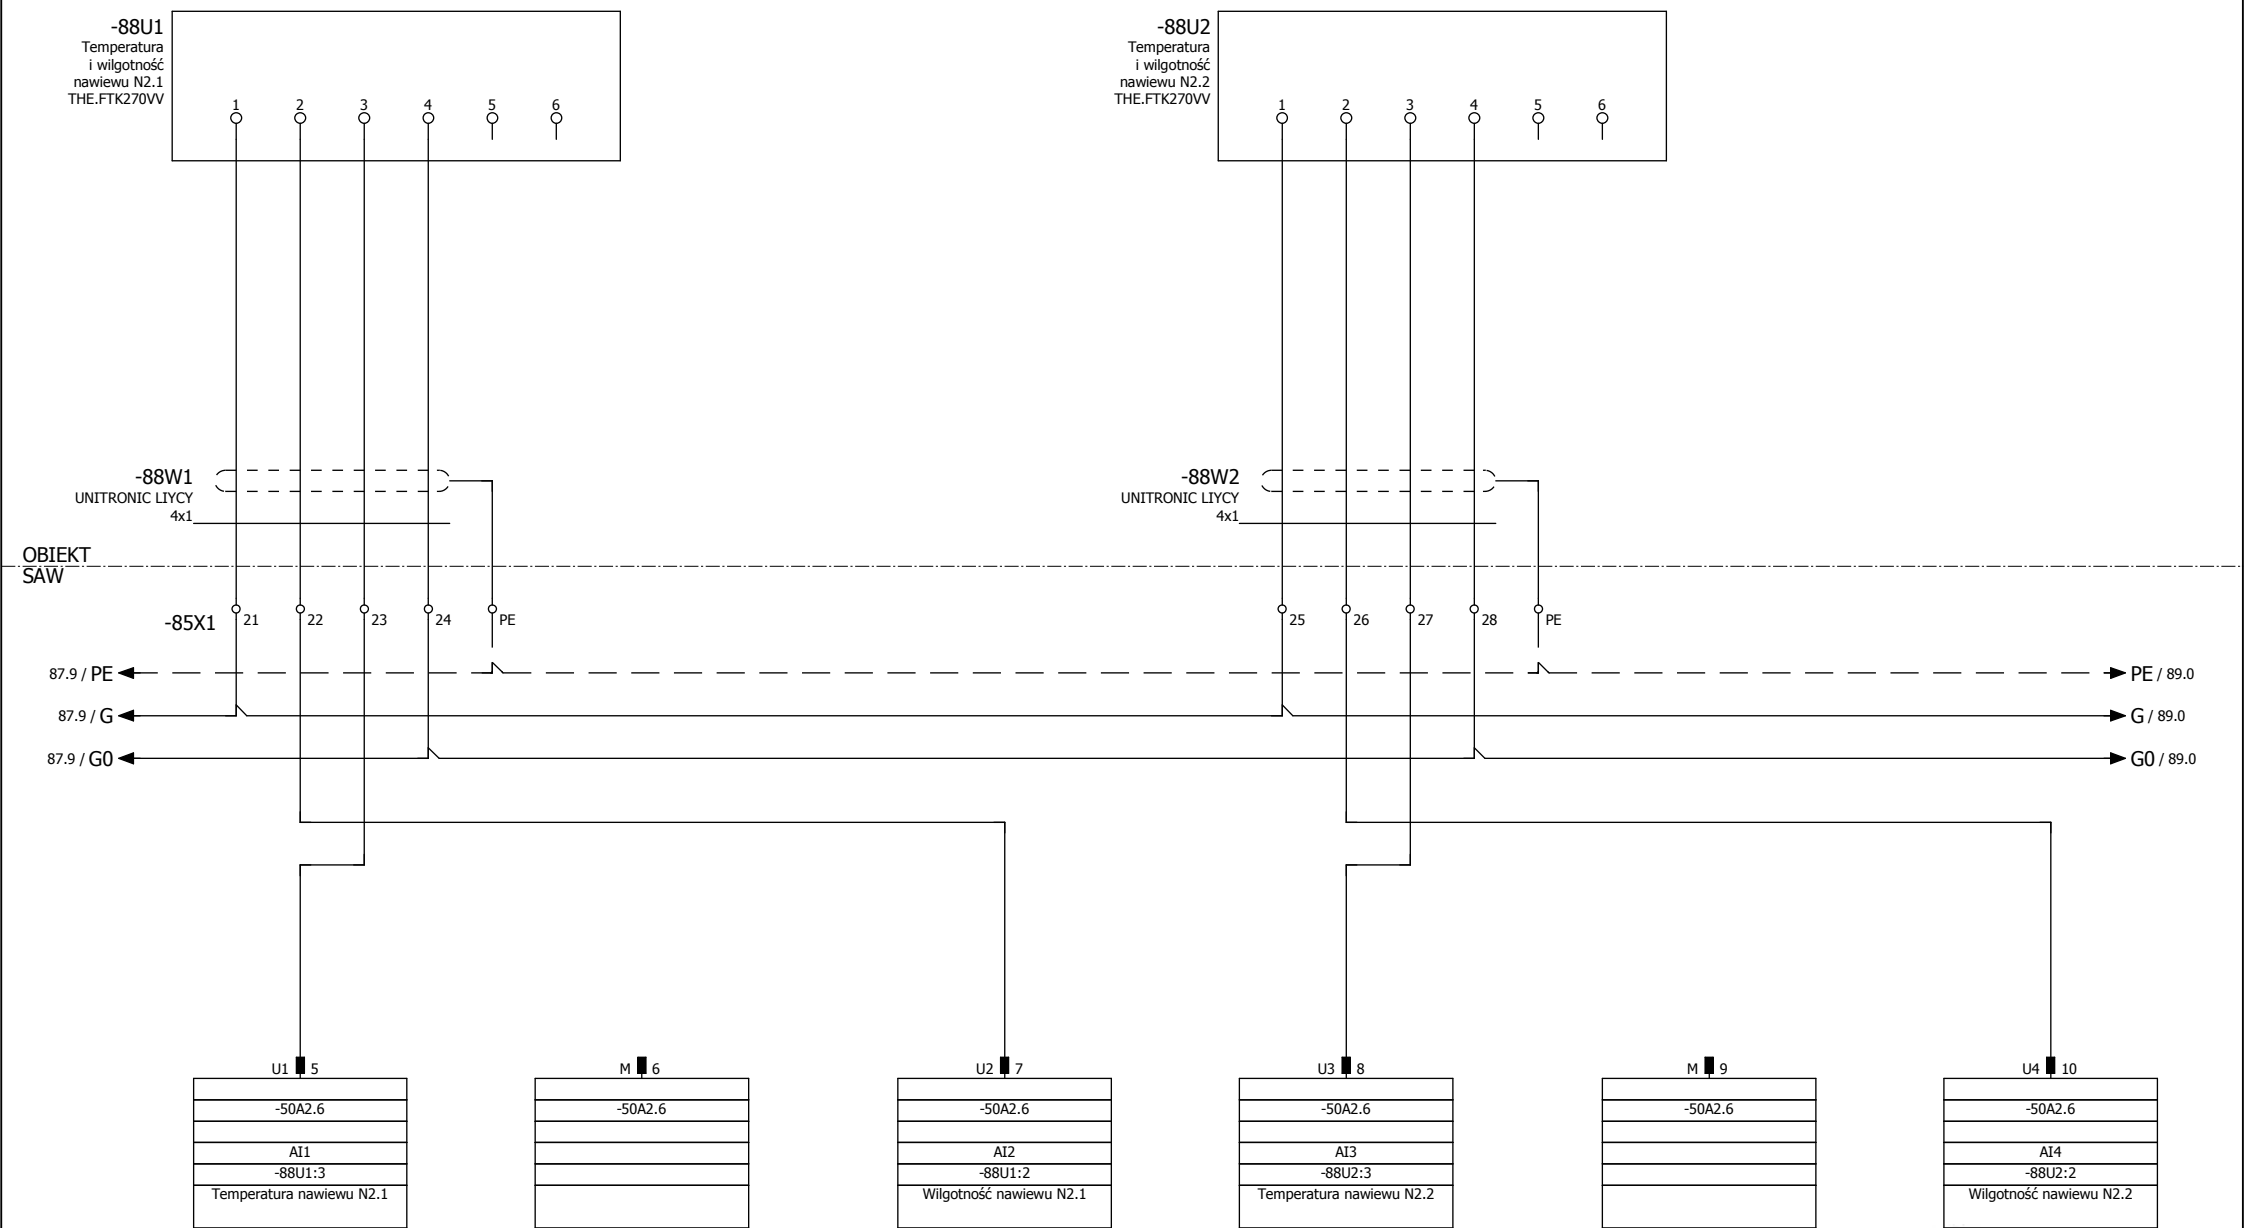 -88U1
Temperatura
i wilgotność
nawiewu N2.1
THE.FTK270VV
1 2 3 4 5 6
-88U2
Temperatura
i wilgotność
nawiewu N2.2
THE.FTK270VV
1 2 3 4 5 6
-88W1
UNITRONIC LIYCY
4x1
-88W2
UNITRONIC LIYCY
4x1
OBIEKT
SAW
-85X1 21 22 23 24 PE 25 26 27 28 PE
87.9 / PE PE / 89.0
87.9 / G G / 89.0
87.9 / G0 G0 / 89.0
U1 5 M 6 U2 7 U3 8 M 9 U4 10
-50A2.6 -50A2.6 -50A2.6 -50A2.6 -50A2.6 -50A2.6
AI1 AI2 AI3 AI4
-88U1:3 -88U1:2 -88U2:3 -88U2:2
Temperatura nawiewu N2.1 Wilgotność nawiewu N2.1 Temperatura nawiewu N2.2 Wilgotność nawiewu N2.2